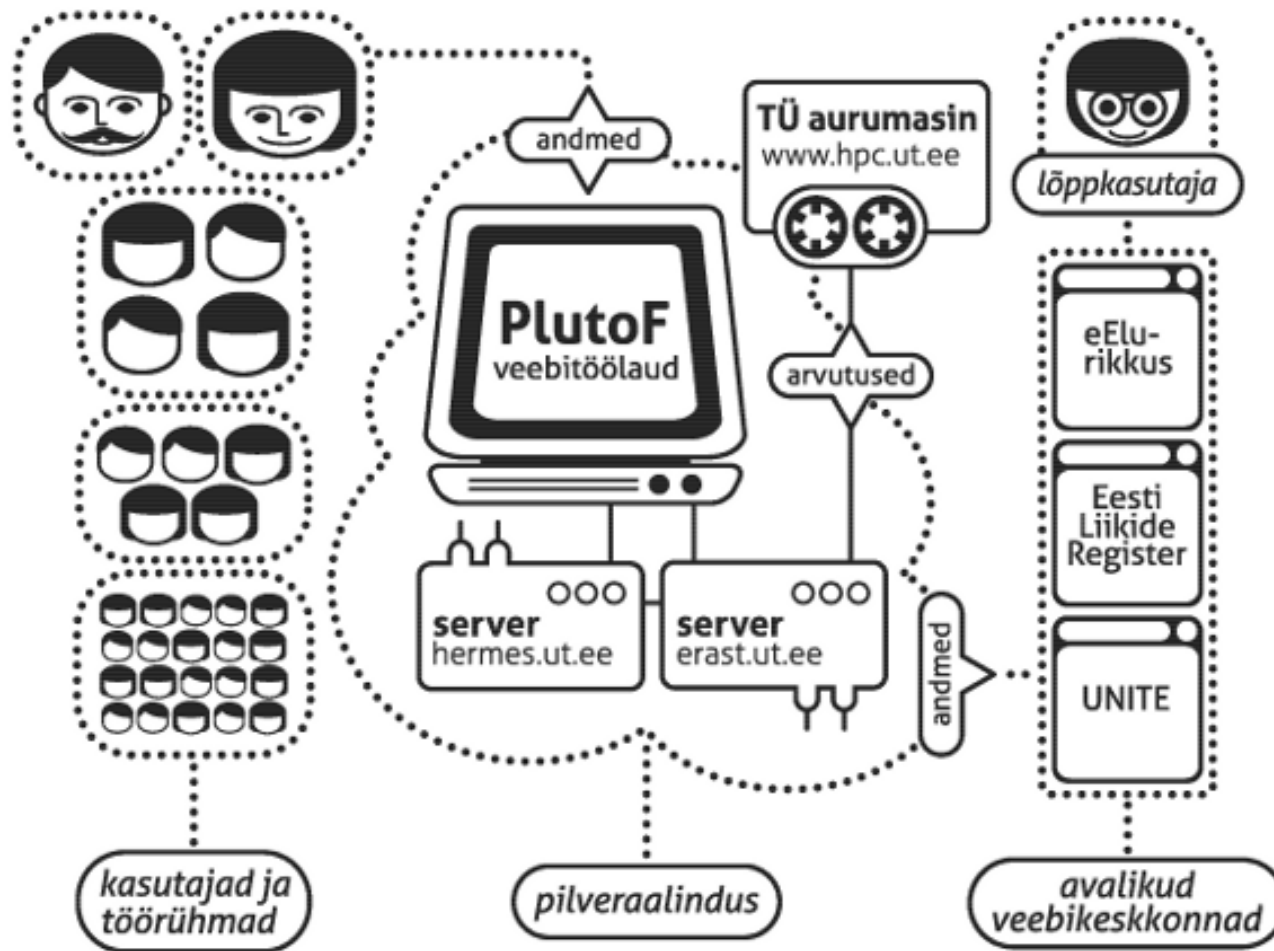 andmed
TÜ aurumasin
www.hpc.ut.ee
lõppkasutaja
PlutoF
veebitöölaud
arvutused
eElu-
rikkus
Eesti
Liikide
Register
server
hermes.ut.ee
server
erast.ut.ee
andmed
UNITE
kasutajad ja
töörühmad
pilveraalindus
avalikud
veebikeskkonnad